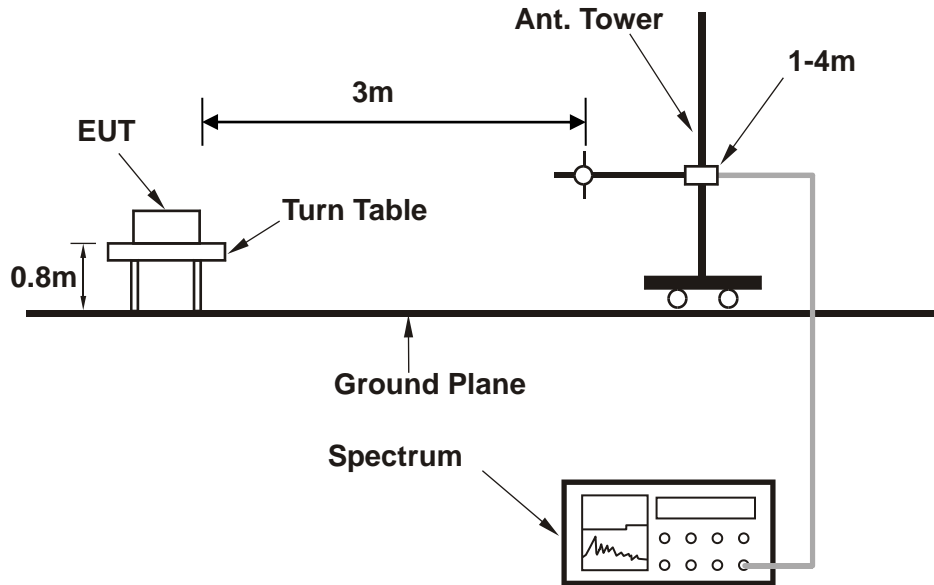 Ant. Tower
1-4m
3m
EUT
Turn Table
0.8m
Ground Plane
Spectrum